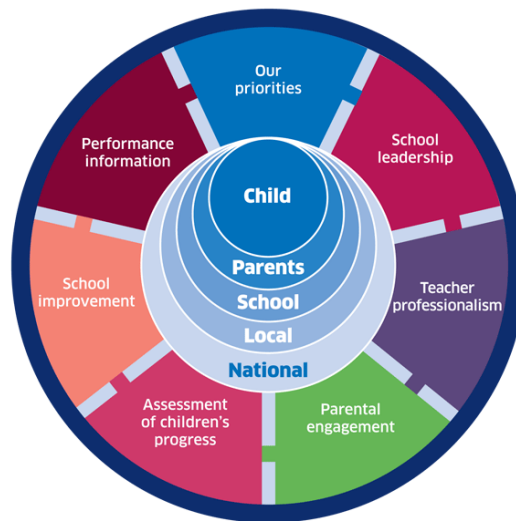 Our
priorities
School
leadership
Teacher
professionalism
Parental
engagement
Assessment
of children's
progress
School
improvement
Performance
information
Child
Parents
School
Local
National